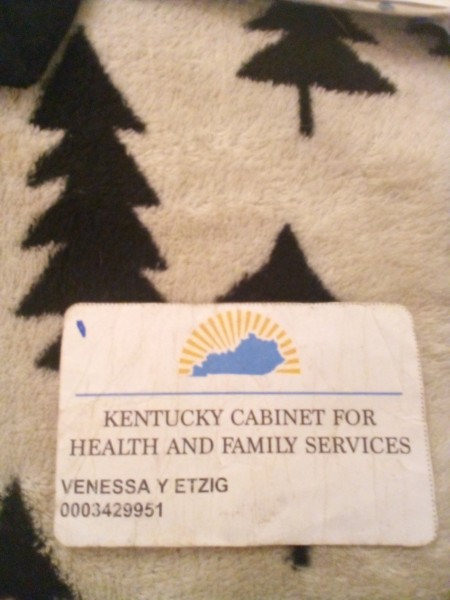 KENTUCKY CABINET FOR
HEALTH AND FAMILY SERVICES
VENESSA Y ETZIG
0003429951